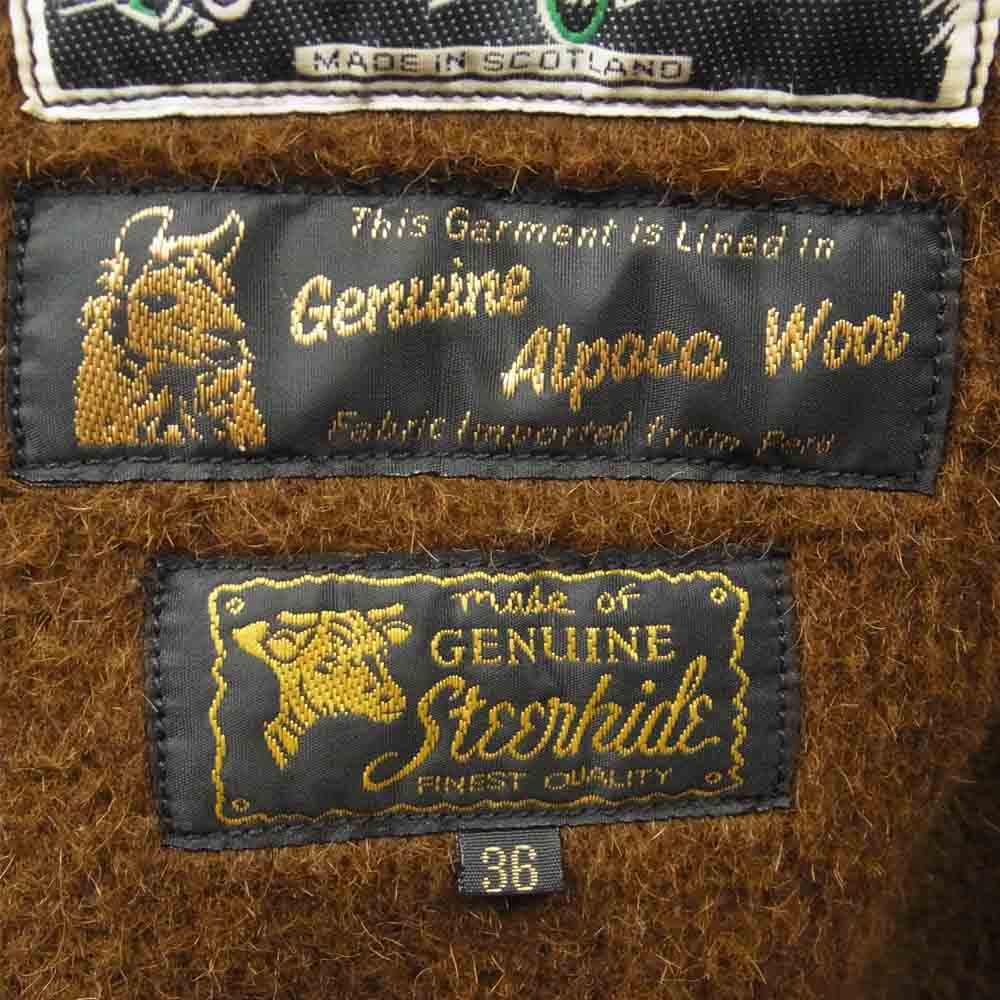 MADE IN SCOTLAND
This Garment is Lined in
Genuine
Alpaca Wool
Fabric Imported from Peru
made of
GENUINE
Steerhide
FINEST QUALITY
36